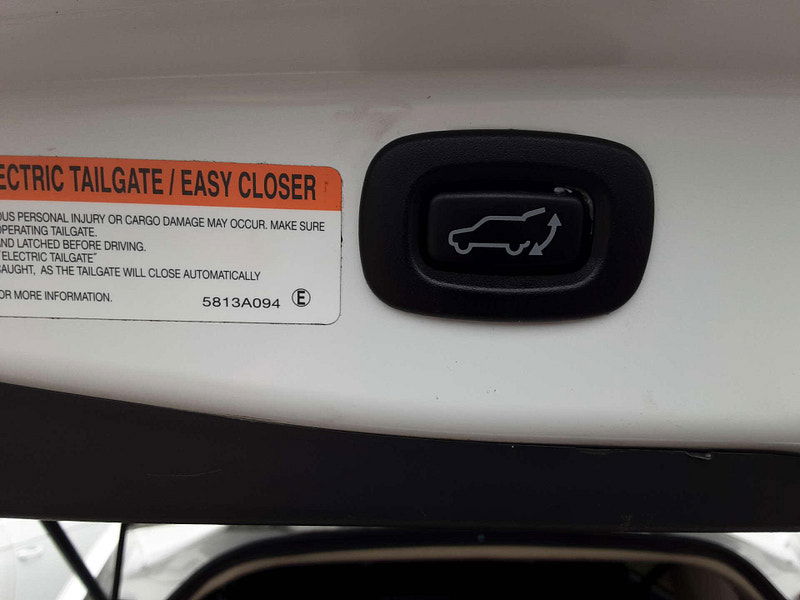 ECTRIC TAILGATE / EASY CLOSER
OUS PERSONAL INJURY OR CARGO DAMAGE MAY OCCUR. MAKE SURE
OPERATING TAILGATE.
AND LATCHED BEFORE DRIVING.
ELECTRIC TAILGATE"
CAUGHT, AS THE TAILGATE WILL CLOSE AUTOMATICALLY
OR MORE INFORMATION.
5813A094 Ⓔ